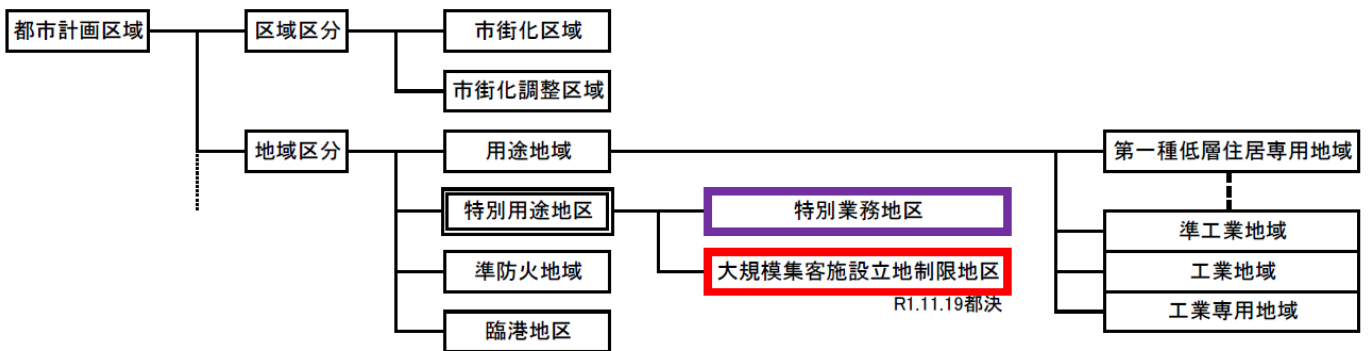 都市計画区域
区域区分
市街化区域
市街化調整区域
地域区分
用途地域
第一種低層住居専用地域
特別用途地区
特別業務地区
準工業地域
準防火地域
大規模集客施設立地制限地区
工業地域
R1.11.19都決
工業専用地域
臨港地区